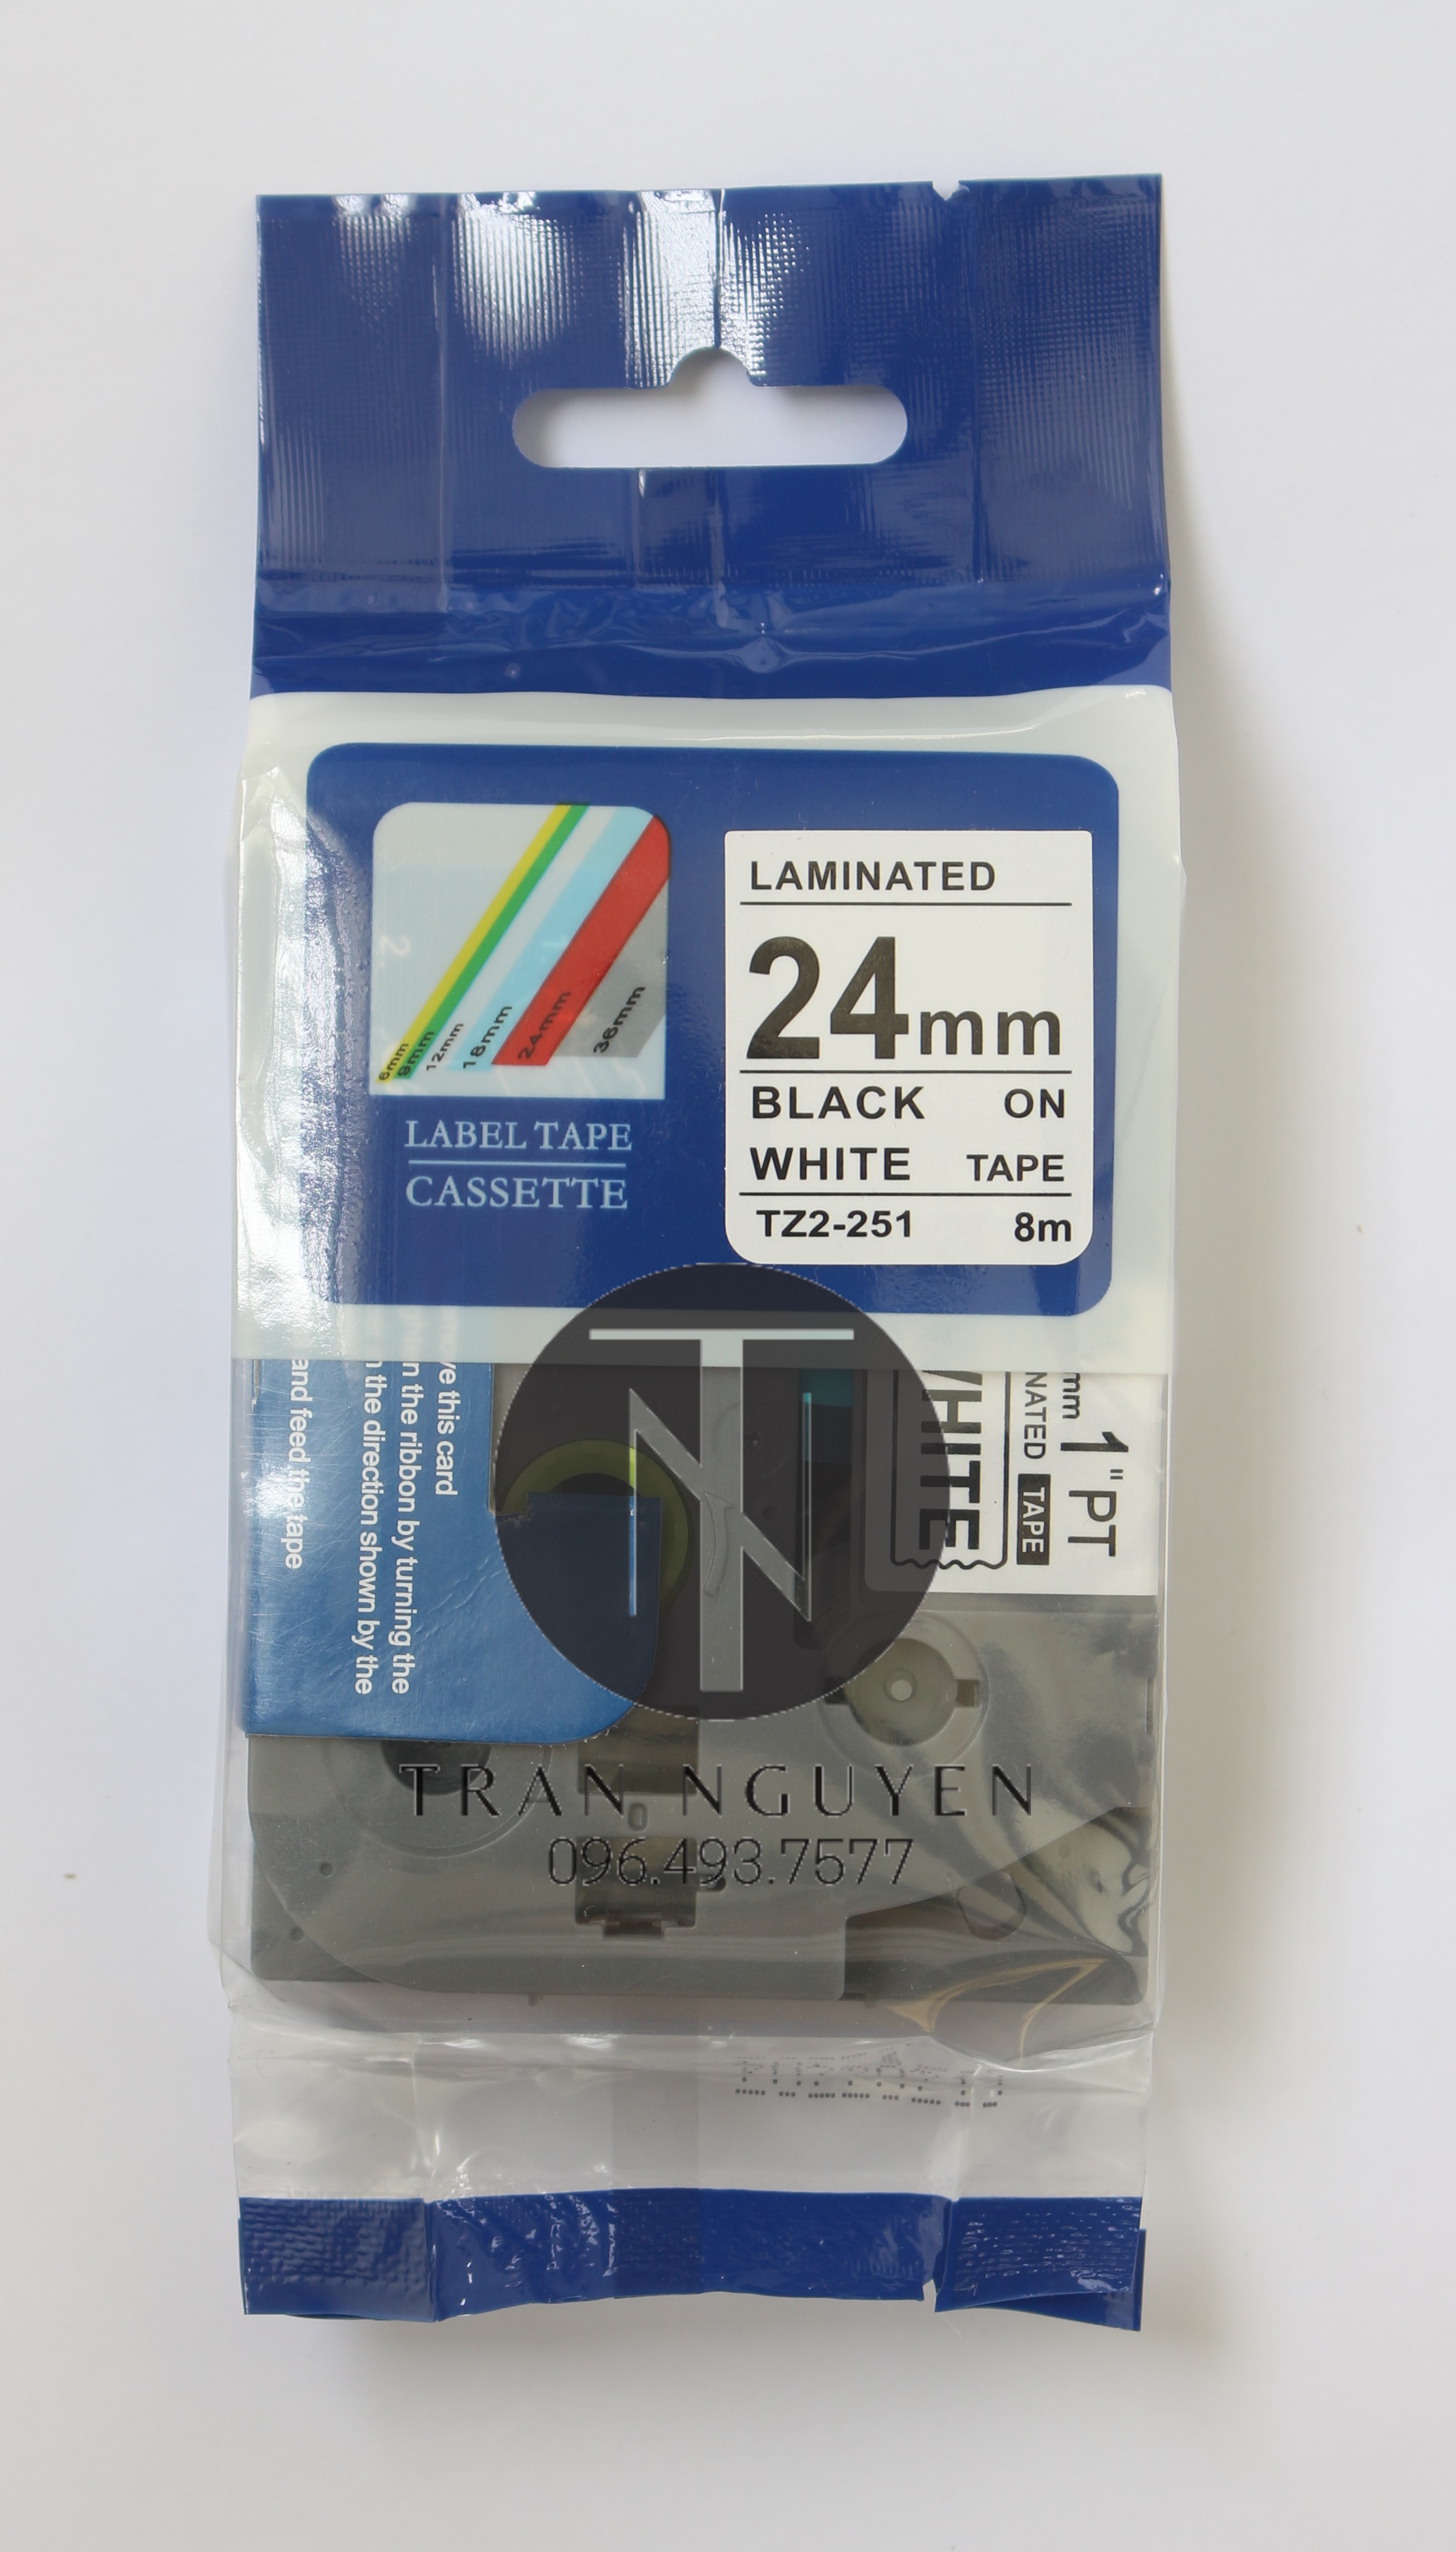 6mm
9mm
12mm
18mm
24mm
36mm
LABEL TAPE
CASSETTE
LAMINATED
24mm
BLACK ON
WHITE TAPE
TZ2-251 8m
this card
the ribbon by turning the
the direction shown by the
and feed the tape
mm 1" PT
TAPE
WHITE
TN
TRAN NGUYEN
096.493.7577